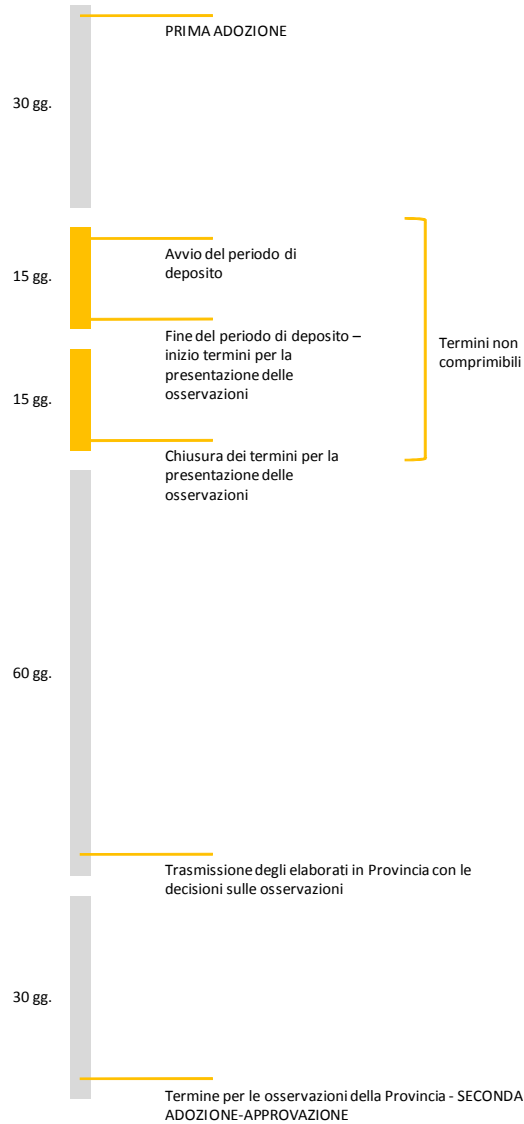 PRIMA ADOZIONE
30 gg.
Avvio del periodo di
deposito
15 gg.
Fine del periodo di deposito –
inizio termini per la
presentazione delle
osservazioni
Termini non
comprimibili
15 gg.
Chiusura dei termini per la
presentazione delle
osservazioni
60 gg.
Trasmissione degli elaborati in Provincia con le
decisioni sulle osservazioni
30 gg.
Termine per le osservazioni della Provincia - SECONDA
ADOZIONE-APPROVAZIONE